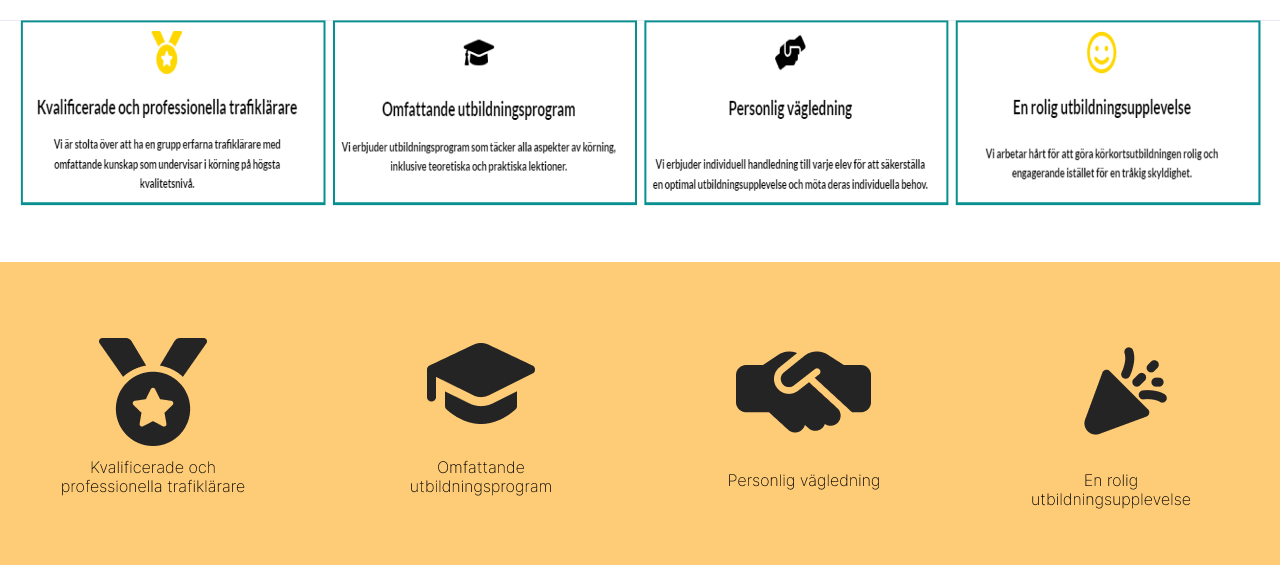 Kvalificerade och professionella trafiklärare
Vi är stolta över att ha en grupp erfarna trafiklärare med
omfattande kunskap som undervisar i körning på högsta
kvalitetsnivå.
Omfattande utbildningsprogram
Vi erbjuder utbildningsprogram som täcker alla aspekter av körning,
inklusive teoretiska och praktiska lektioner.
Personlig vägledning
Vi erbjuder individuell handledning till varje elev för att säkerställa
en optimal utbildningsupplevelse och möta deras individuella behov.
En rolig utbildningsupplevelse
Vi arbetar hårt för att göra körkortsutbildningen rolig och
engagerande istället för en tråkig skyldighet.
Kvalificerade och
professionella trafiklärare
Omfattande
utbildningsprogram
Personlig vägledning
En rolig
utbildningsupplevelse